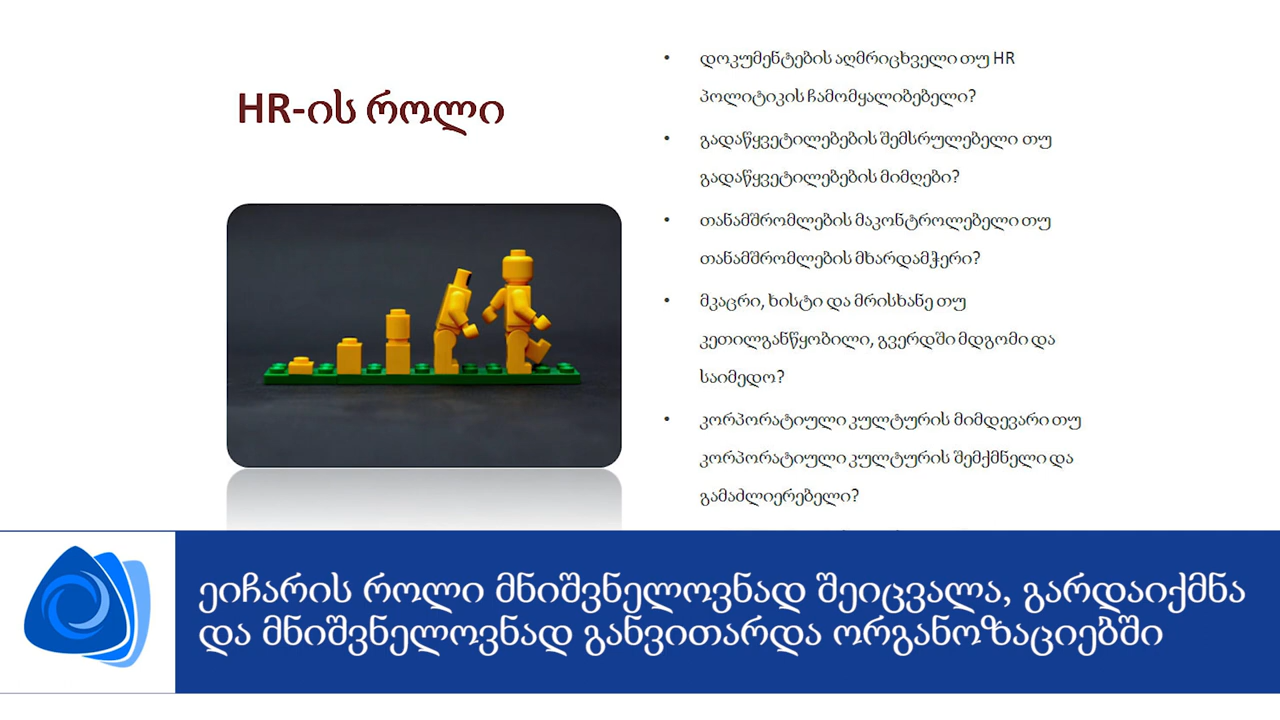 HR-ის როლი
• დოკუმენტების აღმრიცხველი თუ HR
პოლიტიკის ჩამომყალიბებელი?
• გადაწყვეტილებების შემსრულებელი თუ
გადაწყვეტილებების მიმღები?
• თანამშრომლების მაკონტროლებელი თუ
თანამშრომლების მხარდამჭერი?
• მკაცრი, ხისტი და მრისხანე თუ
კეთილგანწყობილი, გვერდში მდგომი და
საიმედო?
• კორპორატიული კულტურის მიმდევარი თუ
კორპორატიული კულტურის შემქმნელი და
გამაძლიერებელი?
ეიჩარის როლი მნიშვნელოვნად შეიცვალა, გარდაიქმნა
და მნიშვნელოვნად განვითარდა ორგანოზაციებში